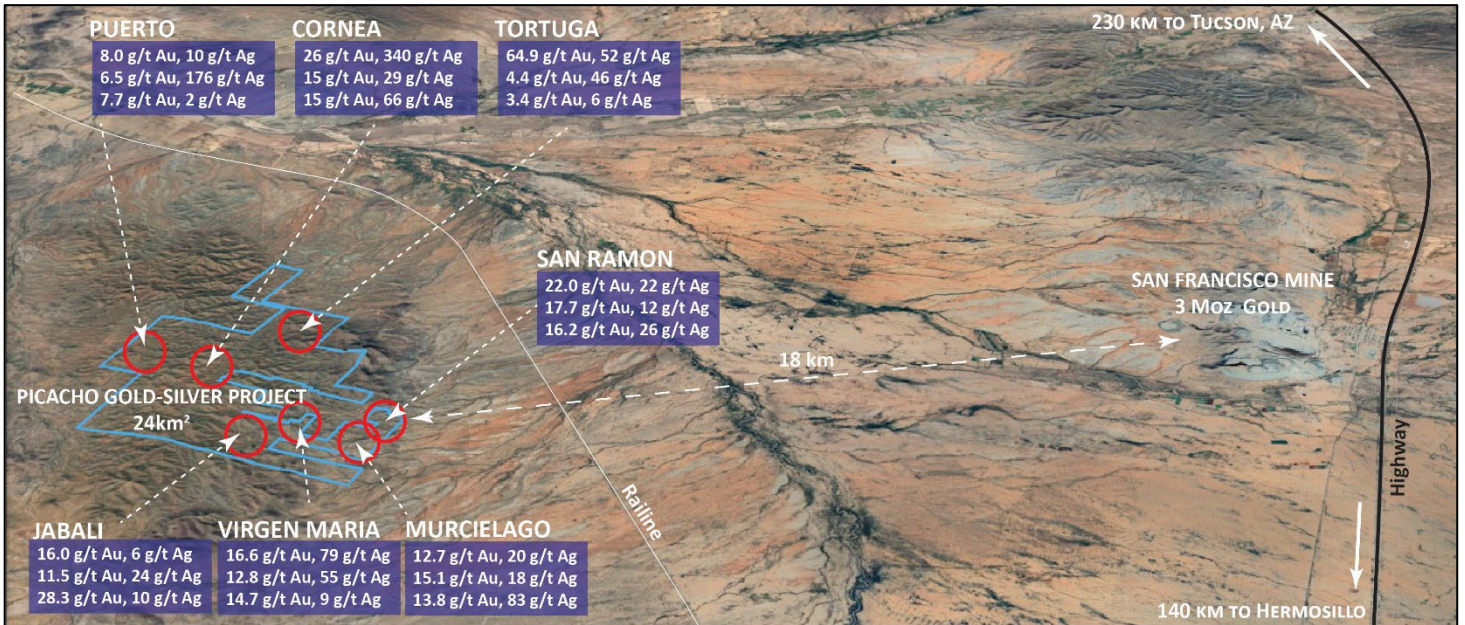 PUERTO
8.0 g/t Au, 10 g/t Ag
6.5 g/t Au, 176 g/t Ag
7.7 g/t Au, 2 g/t Ag
CORNEA
26 g/t Au, 340 g/t Ag
15 g/t Au, 29 g/t Ag
15 g/t Au, 66 g/t Ag
TORTUGA
64.9 g/t Au, 52 g/t Ag
4.4 g/t Au, 46 g/t Ag
3.4 g/t Au, 6 g/t Ag
230 KM TO TUCSON, AZ
SAN RAMON
22.0 g/t Au, 22 g/t Ag
17.7 g/t Au, 12 g/t Ag
16.2 g/t Au, 26 g/t Ag
SAN FRANCISCO MINE
3 MOZ GOLD
18 km
PICACHO GOLD-SILVER PROJECT
24km²
Railine
Highway
JABALI
16.0 g/t Au, 6 g/t Ag
11.5 g/t Au, 24 g/t Ag
28.3 g/t Au, 10 g/t Ag
VIRGEN MARIA
16.6 g/t Au, 79 g/t Ag
12.8 g/t Au, 55 g/t Ag
14.7 g/t Au, 9 g/t Ag
MURCIELAGO
12.7 g/t Au, 20 g/t Ag
15.1 g/t Au, 18 g/t Ag
13.8 g/t Au, 83 g/t Ag
140 KM TO HERMOSILLO